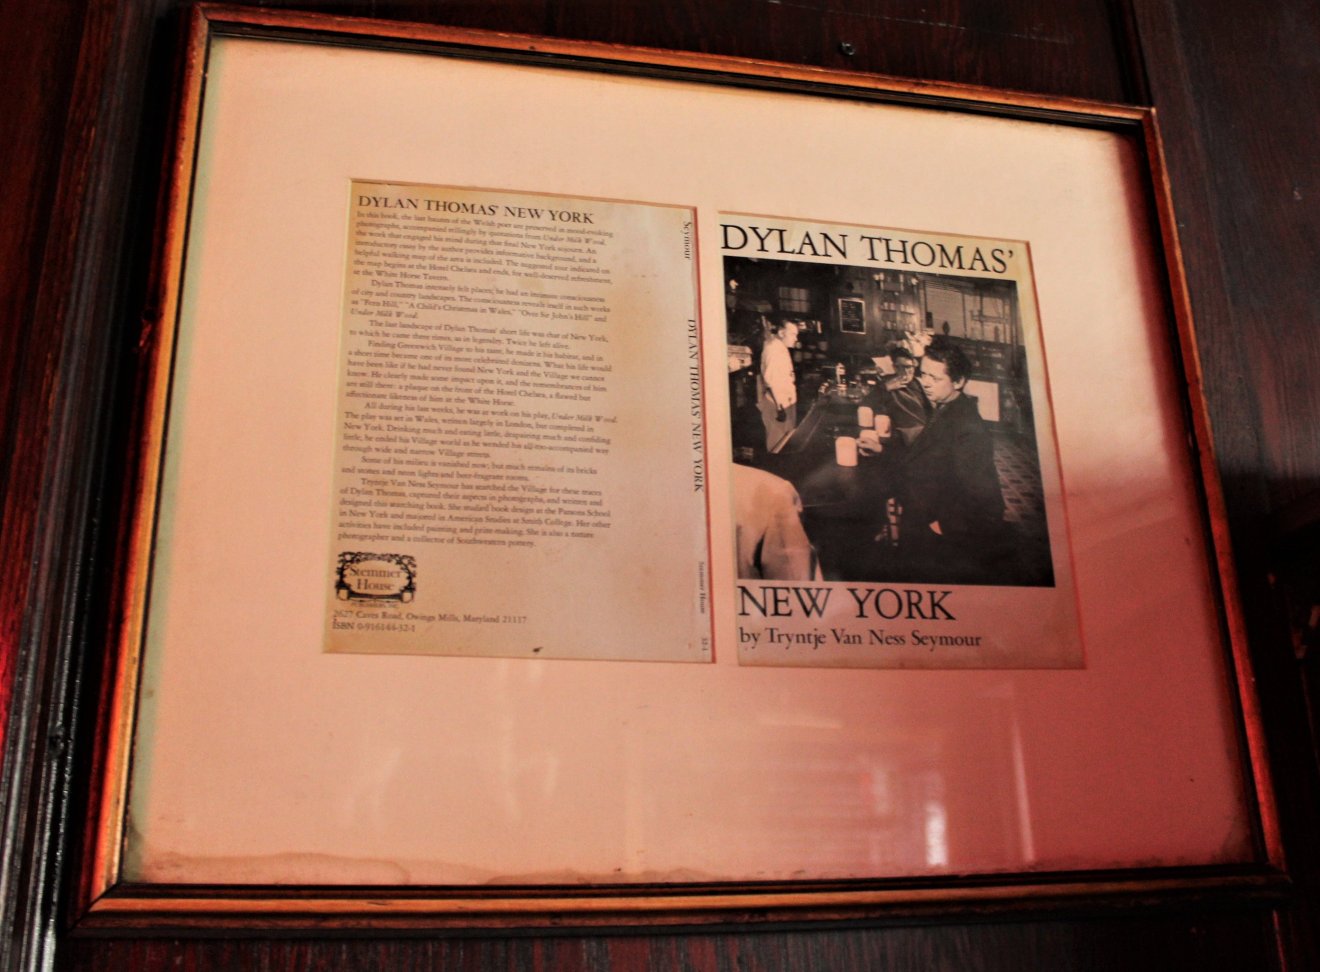 DYLAN THOMAS' NEW YORK
In this book, the last haunts of the Welsh poet are preserved in mood-evoking
photographs, accompanied tellingly by quotations from Under Milk Wood,
the work that engaged his mind during that final New York sojourn. An
introductory essay by the author provides informative background, and a
helpful walking map of the area is included. The suggested tour indicated on
the map begins at the Hotel Chelsea and ends, for well-deserved refreshment,
at the White Horse Tavern.
Dylan Thomas intensely felt places; he had an intimate consciousness
of city and country landscapes. The consciousness reveals itself in such works
as "Fern Hill," "A Child's Christmas in Wales," "Over Sir John's Hill" and
Under Milk Wood.
The last landscape of Dylan Thomas' short life was that of New York,
to which he came three times, as in legendry. Twice he left alive.
Finding Greenwich Village to his taste, he made it his habitat, and in
a short time became one of its more celebrated denizens. What his life would
have been like if he had never found New York and the Village we cannot
know. He clearly made some impact upon it, and the remembrances of him
are still there: a plaque on the front of the Hotel Chelsea, a flawed but
affectionate likeness of him at the White Horse.
All during his last weeks, he was at work on his play, Under Milk Wood.
The play was set in Wales, written largely in London, but completed in
New York. Drinking much and eating little, despairing much and confiding
little, he ended his Village world as he wended his all-too-accompanied way
through wide and narrow Village streets.
Some of his milieu is vanished now; but much remains of its bricks
and stones and neon lights and beer-fragrant rooms.
Tryntje Van Ness Seymour has searched the Village for these traces
of Dylan Thomas, captured their aspects in photographs, and written and
designed this searching book. She studied book design at the Parsons School
in New York and majored in American Studies at Smith College. Her other
activities have included painting and print-making. She is also a nature
photographer and a collector of Southwestern pottery.
Stemmer
House
PUBLISHERS, INC.
2627 Caves Road, Owings Mills, Maryland 21117
ISBN 0-916144-32-1
Seymour
DYLAN THOMAS' NEW YORK
Stemmer House
32-1
DYLAN THOMAS'
NEW YORK
by Tryntje Van Ness Seymour